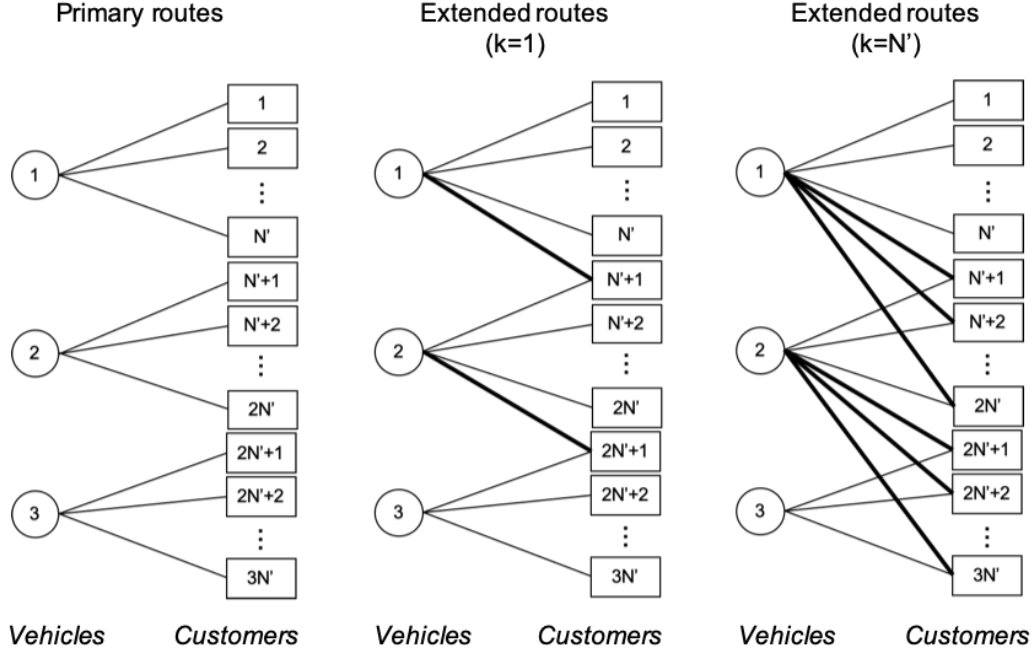 Primary routes
1
2
3
1
2
⋮
N'
N'+1
N'+2
⋮
2N'
2N'+1
2N'+2
⋮
3N'
Vehicles
Customers
Extended routes
(k=1)
1
2
3
1
2
⋮
N'
N'+1
N'+2
⋮
2N'
2N'+1
2N'+2
⋮
3N'
Vehicles
Customers
Extended routes
(k=N’)
1
2
3
1
2
⋮
N'
N'+1
N'+2
⋮
2N'
2N'+1
2N'+2
⋮
3N'
Vehicles
Customers